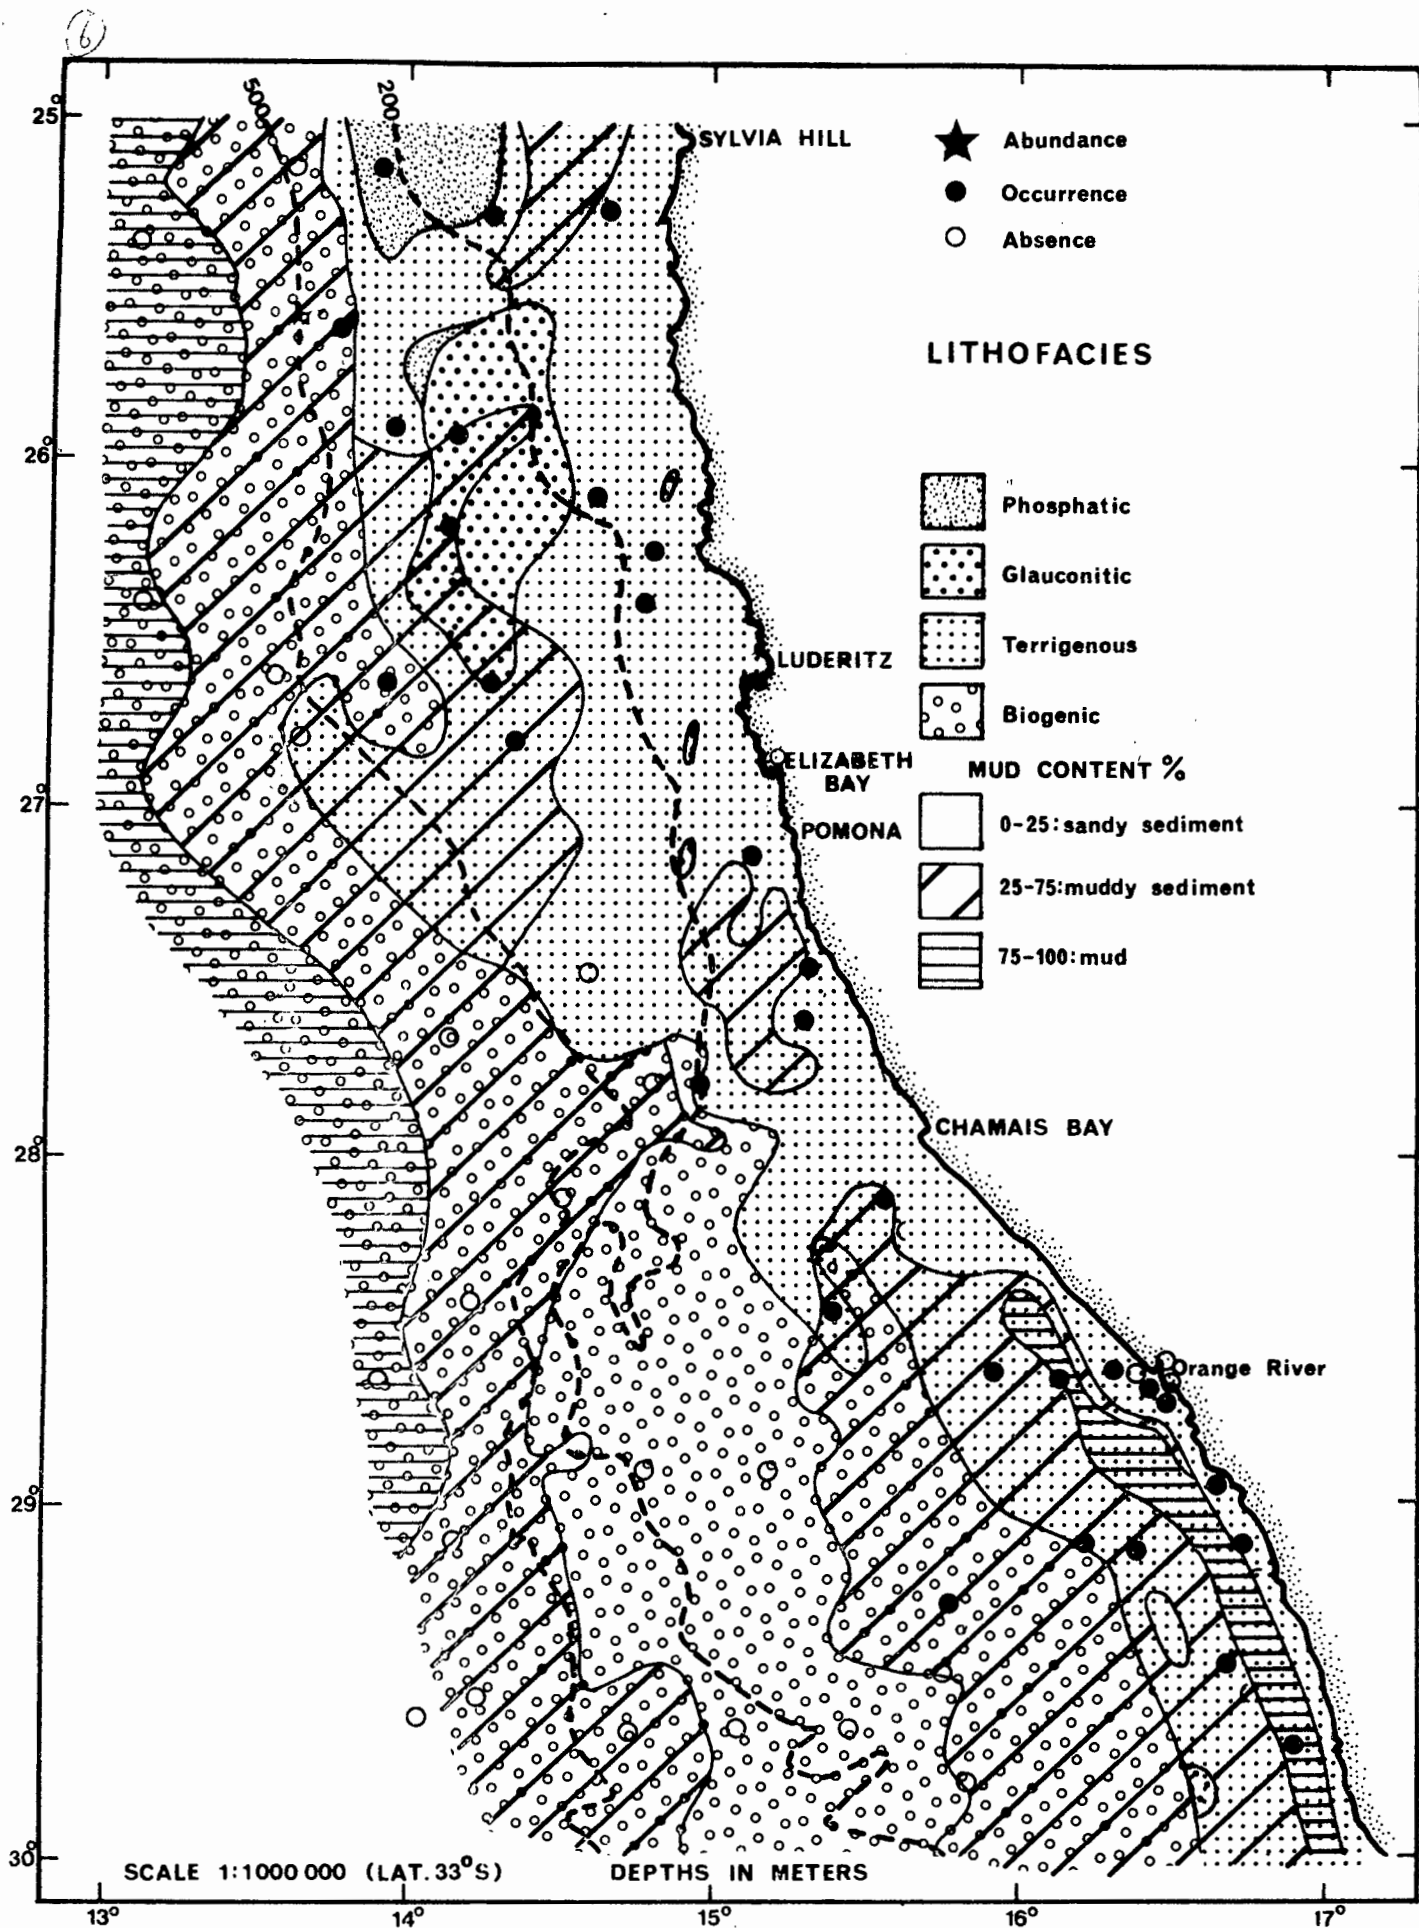 6
500
200
25°
SYLVIA HILL
Abundance
Occurrence
Absence
LITHOFACIES
26°
Phosphatic
Glauconitic
LUDERITZ
Terrigenous
Biogenic
ELIZABETH
BAY
MUD CONTENT %
27°
POMONA
0-25: sandy sediment
25-75: muddy sediment
75-100: mud
28°
CHAMAIS BAY
Orange River
29°
30°
SCALE 1:1000 000 (LAT. 33°S)
DEPTHS IN METERS
13° 14° 15° 16° 17°